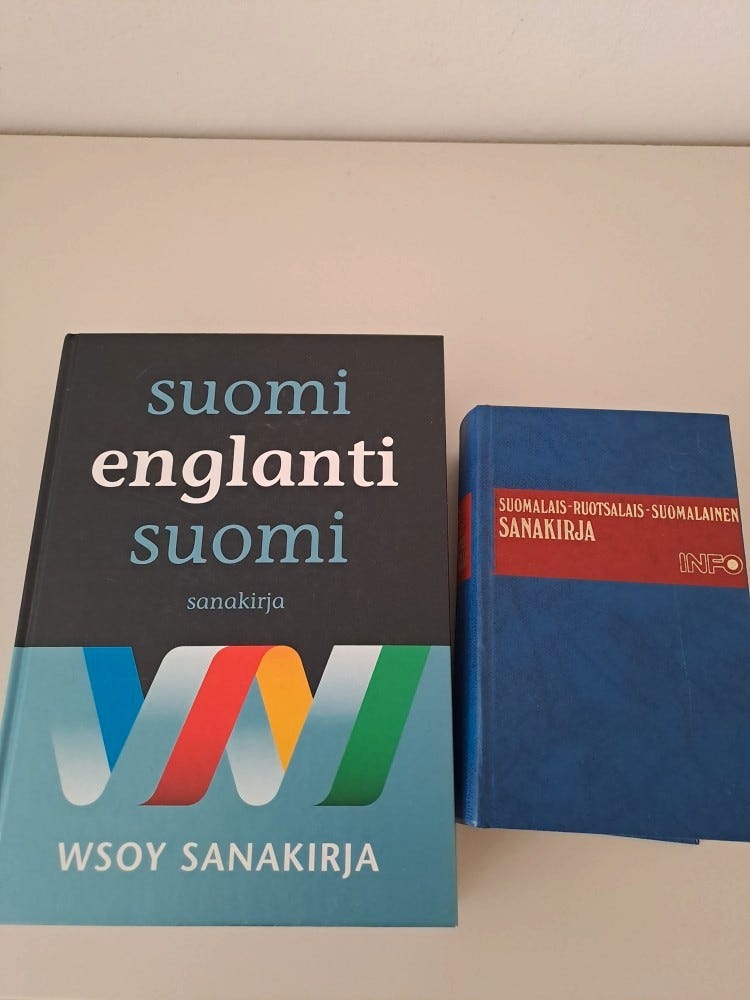 suomi
englanti
suomi
sanakirja
WSOY SANAKIRJA
SUOMALAIS-RUOTSALAIS-SUOMALAINEN
SANAKIRJA
INFO